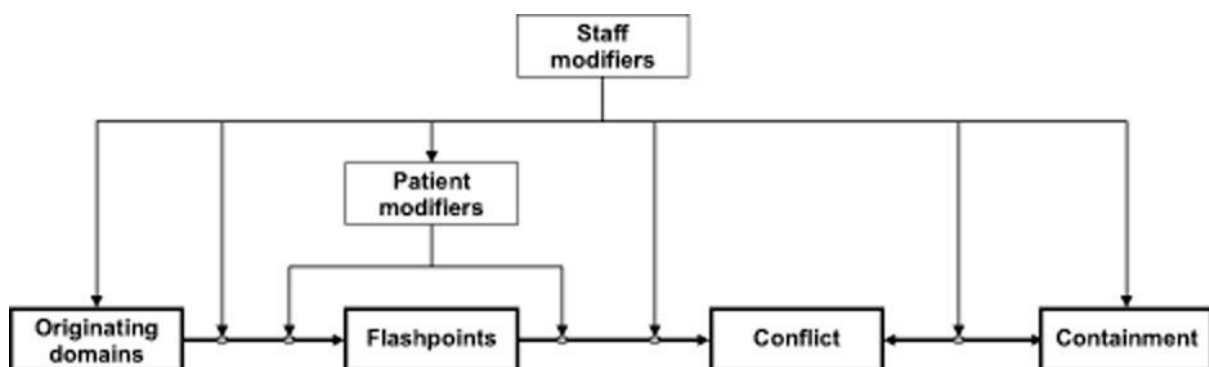 Staff
modifiers
Patient
modifiers
Originating
domains
Flashpoints
Conflict
Containment